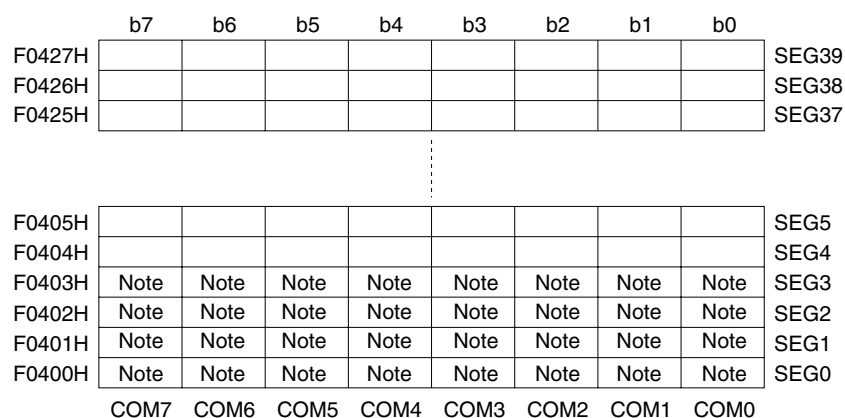 b7 b6 b5 b4 b3 b2 b1 b0
F0427H SEG39
F0426H SEG38
F0425H SEG37
F0405H SEG5
F0404H SEG4
F0403H Note Note Note Note Note Note Note Note SEG3
F0402H Note Note Note Note Note Note Note Note SEG2
F0401H Note Note Note Note Note Note Note Note SEG1
F0400H Note Note Note Note Note Note Note Note SEG0
COM7 COM6 COM5 COM4 COM3 COM2 COM1 COM0